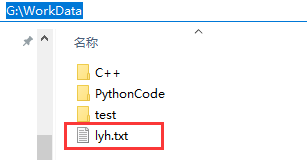 G:\WorkData
名称
C++
PythonCode
test
lyh.txt